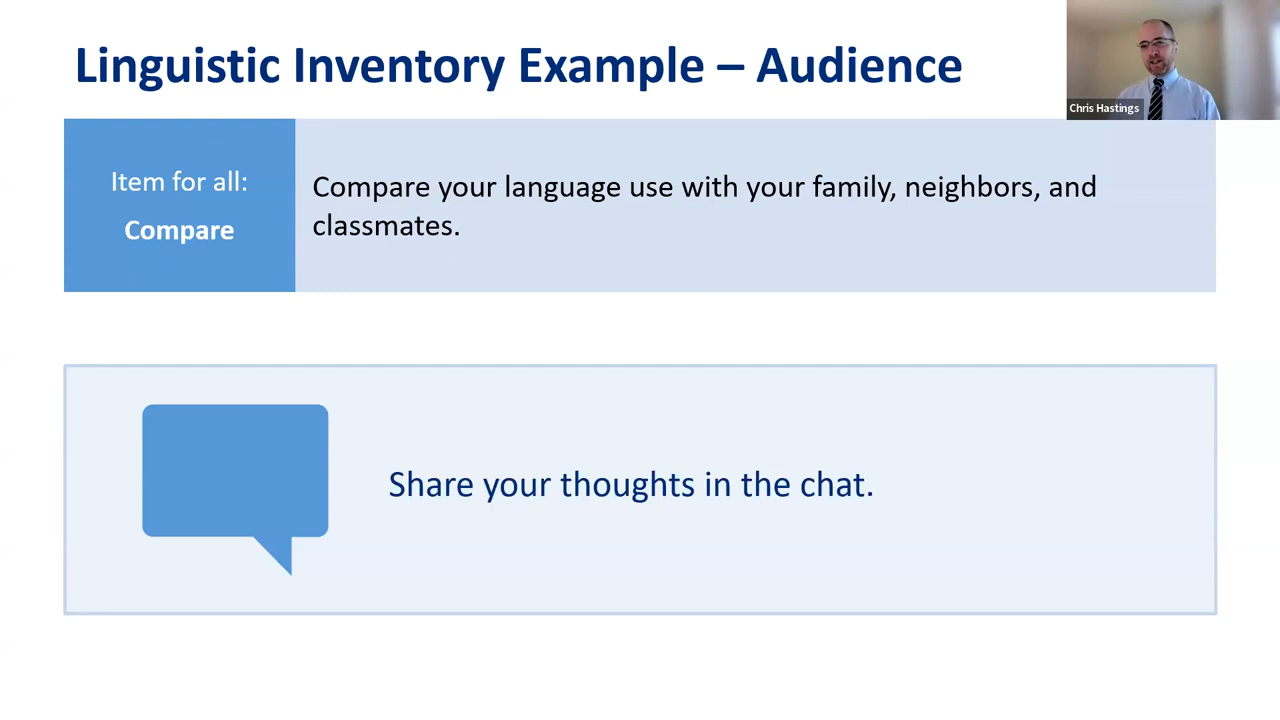 Linguistic Inventory Example – Audience
Chris Hastings
Item for all:
Compare
Compare your language use with your family, neighbors, and
classmates.
Share your thoughts in the chat.